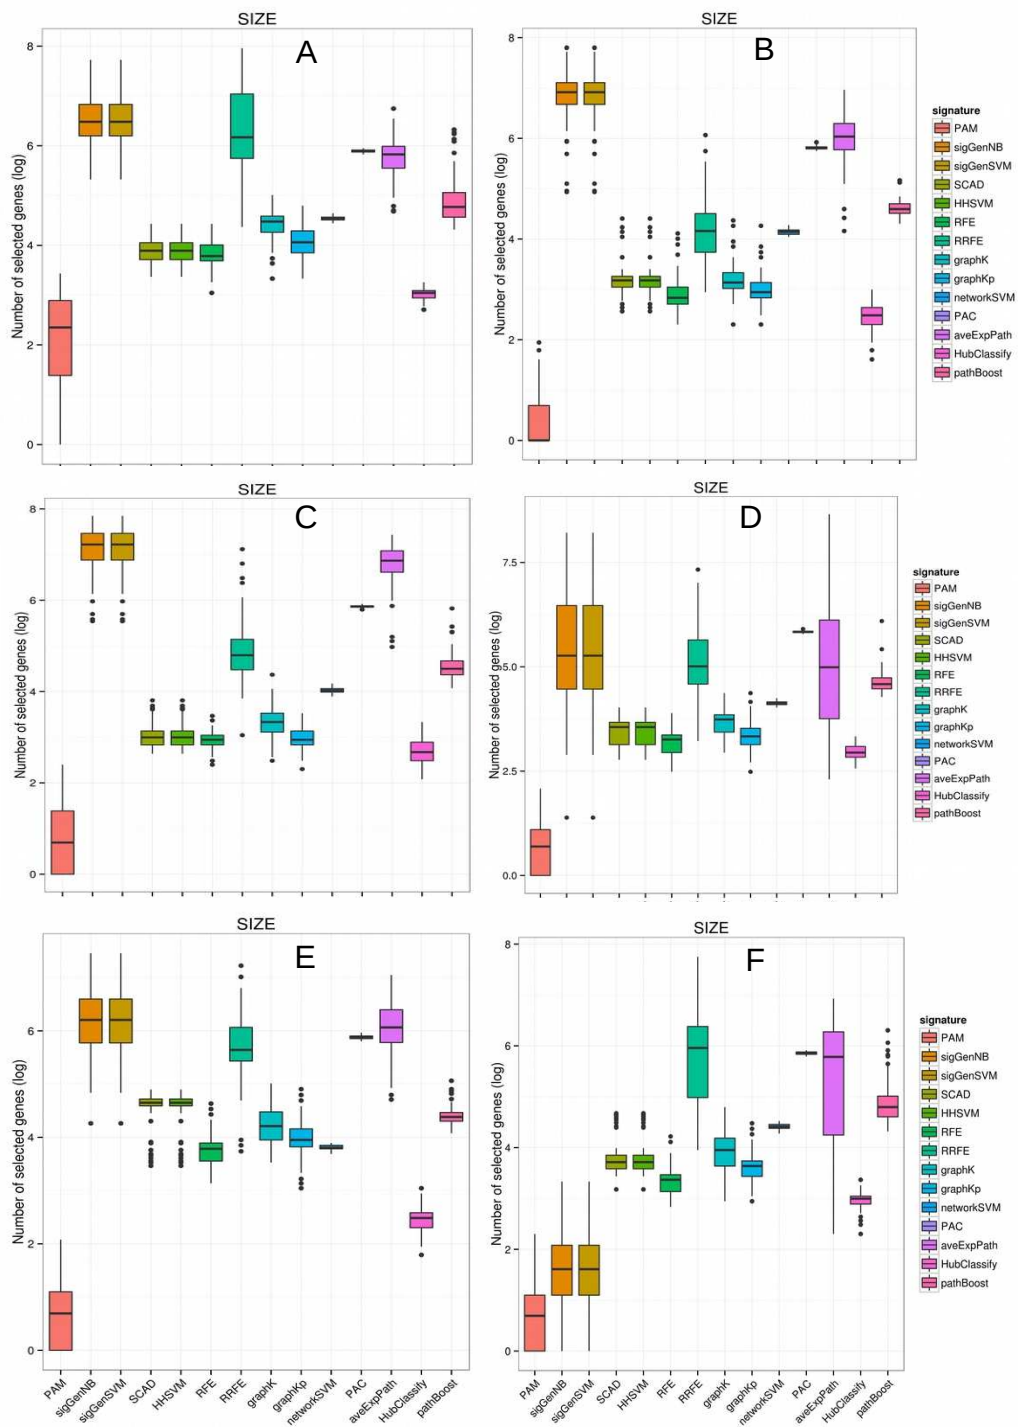 SIZE
A
Number of selected genes (log)
8
6
4
2
0
SIZE
B
Number of selected genes (log)
8
6
4
2
0
signature
PAM
sigGenNB
sigGenSVM
SCAD
HHSVM
RFE
RRFE
graphK
graphKp
networkSVM
PAC
aveExpPath
HubClassify
pathBoost
SIZE
C
Number of selected genes (log)
8
6
4
2
0
SIZE
D
Number of selected genes (log)
7.5
5.0
2.5
0.0
signature
PAM
sigGenNB
sigGenSVM
SCAD
HHSVM
RFE
RRFE
graphK
graphKp
networkSVM
PAC
aveExpPath
HubClassify
pathBoost
SIZE
E
Number of selected genes (log)
6
4
2
0
PAM
sigGenNB
sigGenSVM
SCAD
HHSVM
RFE
RRFE
graphK
graphKp
networkSVM
PAC
aveExpPath
HubClassify
pathBoost
SIZE
F
Number of selected genes (log)
8
6
4
2
0
PAM
sigGenNB
sigGenSVM
SCAD
HHSVM
RFE
RRFE
graphK
graphKp
networkSVM
PAC
aveExpPath
HubClassify
pathBoost
signature
PAM
sigGenNB
sigGenSVM
SCAD
HHSVM
RFE
RRFE
graphK
graphKp
networkSVM
PAC
aveExpPath
HubClassify
pathBoost